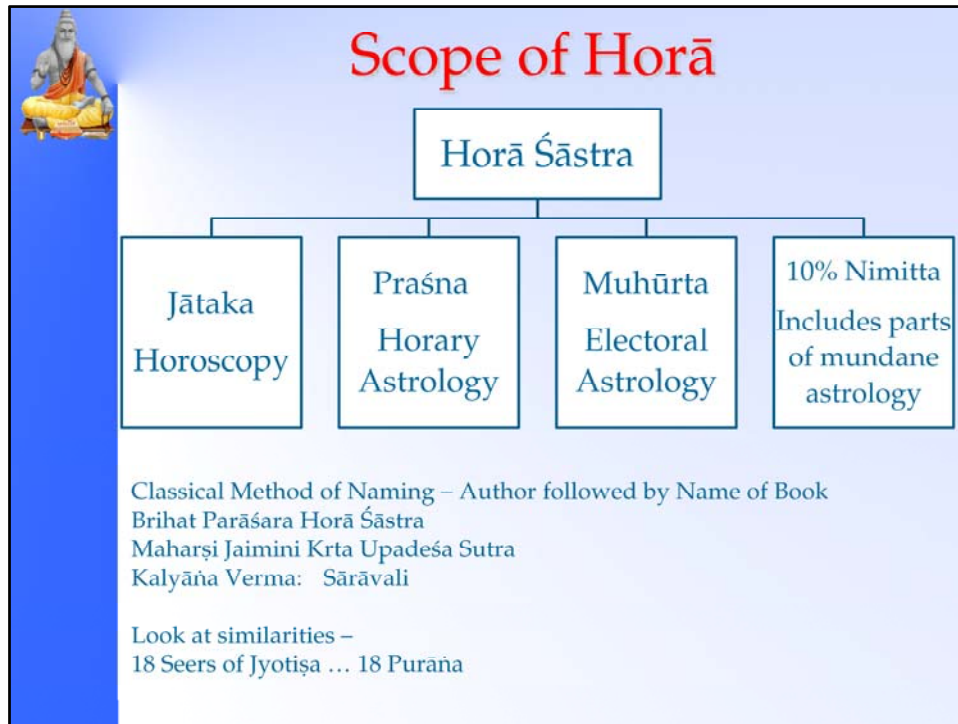 Scope of Horā
Horā Śāstra
Jātaka
Horoscopy
Praśna
Horary
Astrology
Muhūrta
Electoral
Astrology
10% Nimitta
Includes parts
of mundane
astrology
Classical Method of Naming – Author followed by Name of Book
Brihat Parāśara Horā Śāstra
Maharṣi Jaimini Krta Upadeśa Sutra
Kalyāṅa Verma: Sārāvali
Look at similarities –
18 Seers of Jyotiṣa … 18 Purāṅa